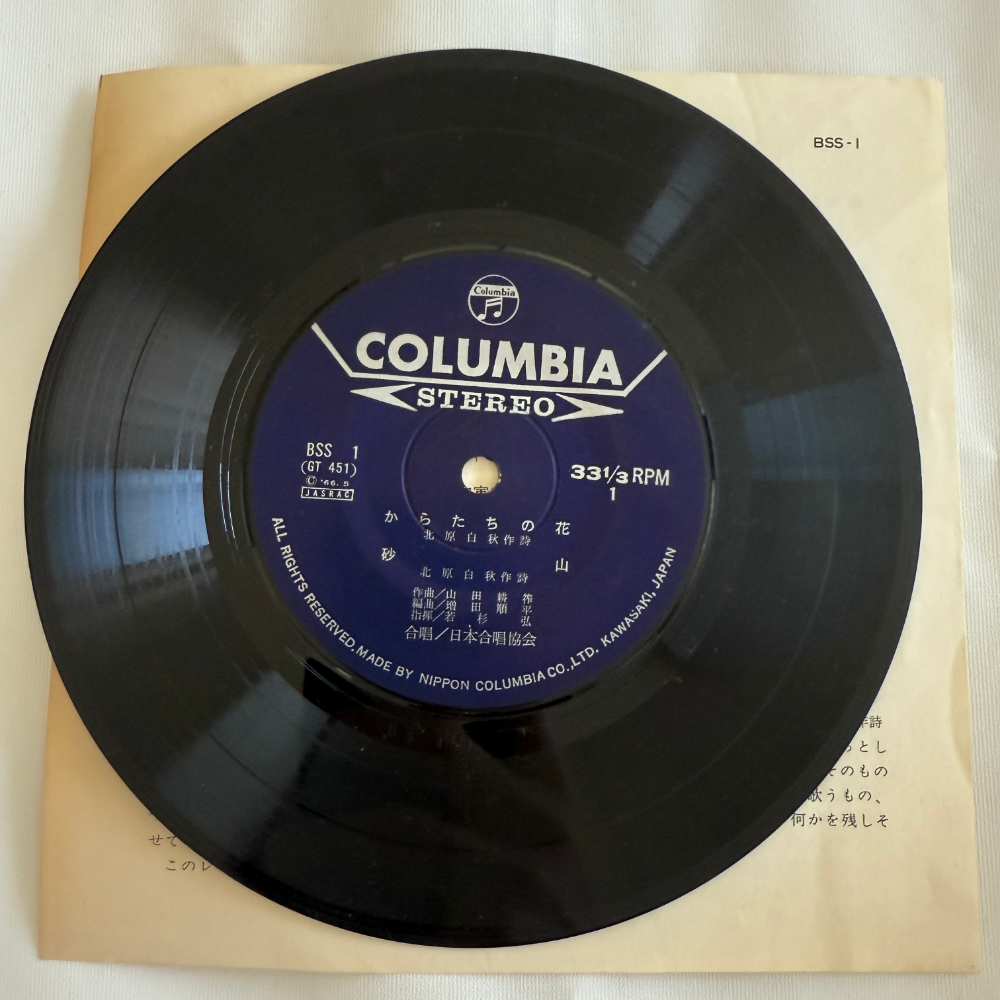 BSS-1
Columbia
COLUMBIA
STEREO
BSS 1
(GT 451)
Ⓒ '66. 5
JASRAC
33 1/3 RPM
1
からたちの花
北原白秋作詩
砂山
北原白秋作詩
作曲/山田耕筰
編曲/増田順平
指揮/若杉弘
合唱/日本合唱協会
ALL RIGHTS RESERVED. MADE BY NIPPON COLUMBIA CO., LTD. KAWASAKI, JAPAN
作詩
っとし
そのもの
歌うもの、
何かを残しそ
せて
このレ